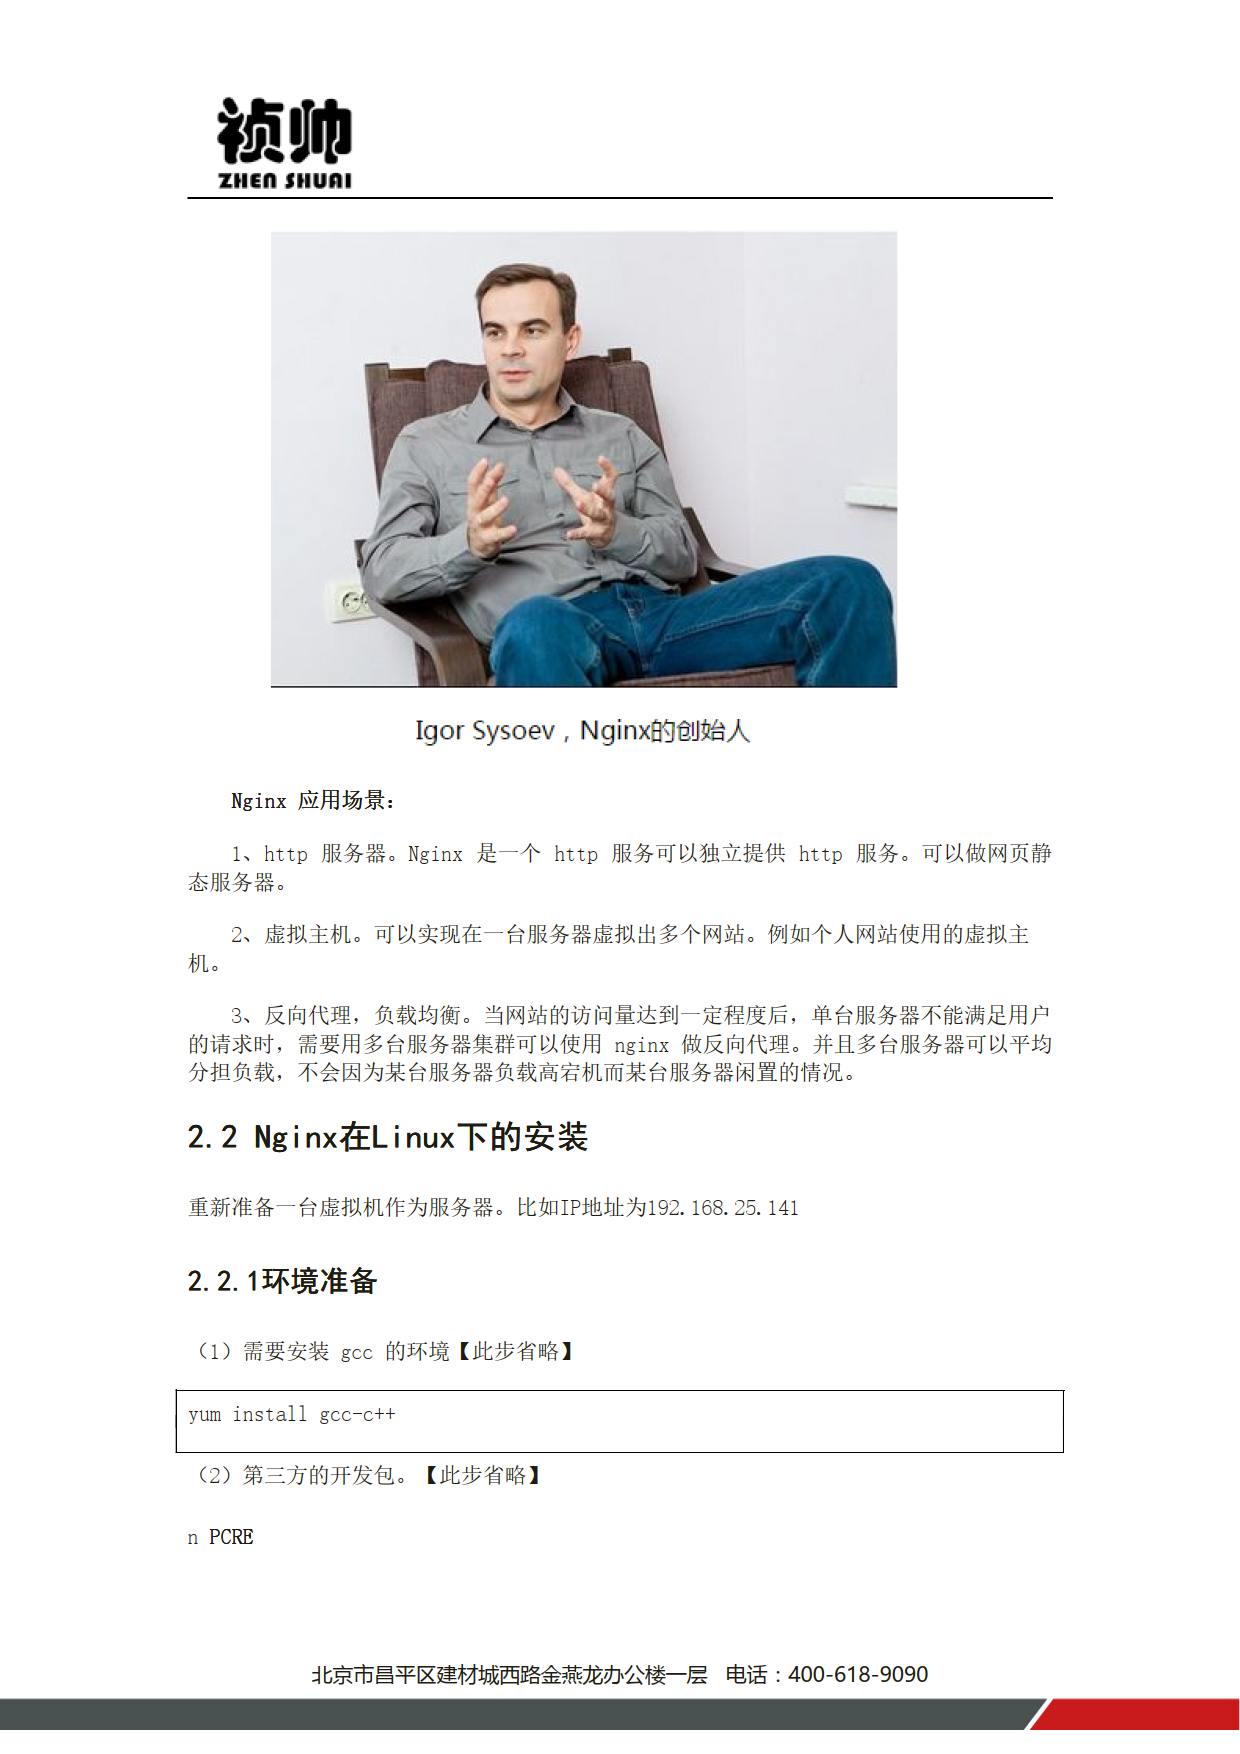 祯帅
ZHEN SHUAI
Igor Sysoev，Nginx的创始人
Nginx 应用场景：
1、http 服务器。Nginx 是一个 http 服务可以独立提供 http 服务。可以做网页静
态服务器。
2、虚拟主机。可以实现在一台服务器虚拟出多个网站。例如个人网站使用的虚拟主
机。
3、反向代理，负载均衡。当网站的访问量达到一定程度后，单台服务器不能满足用户
的请求时，需要用多台服务器集群可以使用 nginx 做反向代理。并且多台服务器可以平均
分担负载，不会因为某台服务器负载高宕机而某台服务器闲置的情况。
2.2 Nginx在Linux下的安装
重新准备一台虚拟机作为服务器。比如IP地址为192.168.25.141
2.2.1环境准备
（1）需要安装 gcc 的环境【此步省略】
yum install gcc-c++
（2）第三方的开发包。【此步省略】
n PCRE
北京市昌平区建材城西路金燕龙办公楼一层 电话：400-618-9090